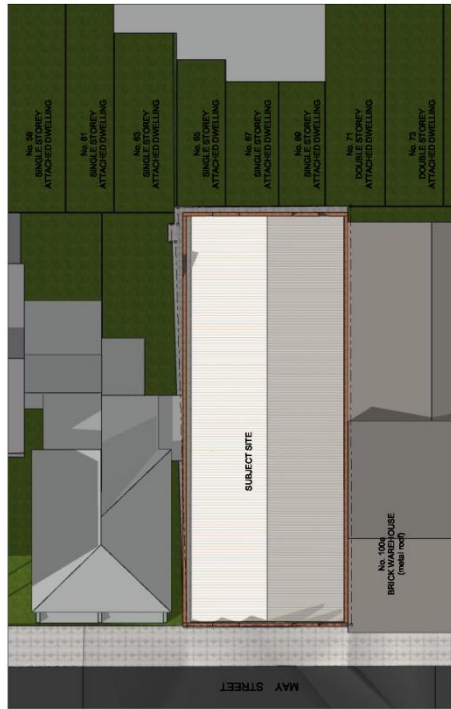 No. 59
SINGLE STOREY
ATTACHED DWELLING
No. 61
SINGLE STOREY
ATTACHED DWELLING
No. 63
SINGLE STOREY
ATTACHED DWELLING
No. 65
SINGLE STOREY
ATTACHED DWELLING
No. 67
SINGLE STOREY
ATTACHED DWELLING
No. 69
SINGLE STOREY
ATTACHED DWELLING
No. 71
DOUBLE STOREY
ATTACHED DWELLING
No. 73
DOUBLE STOREY
ATTACHED DWELLING
SUBJECT SITE
No. 100a
BRICK WAREHOUSE
(metal roof)
MAY STREET